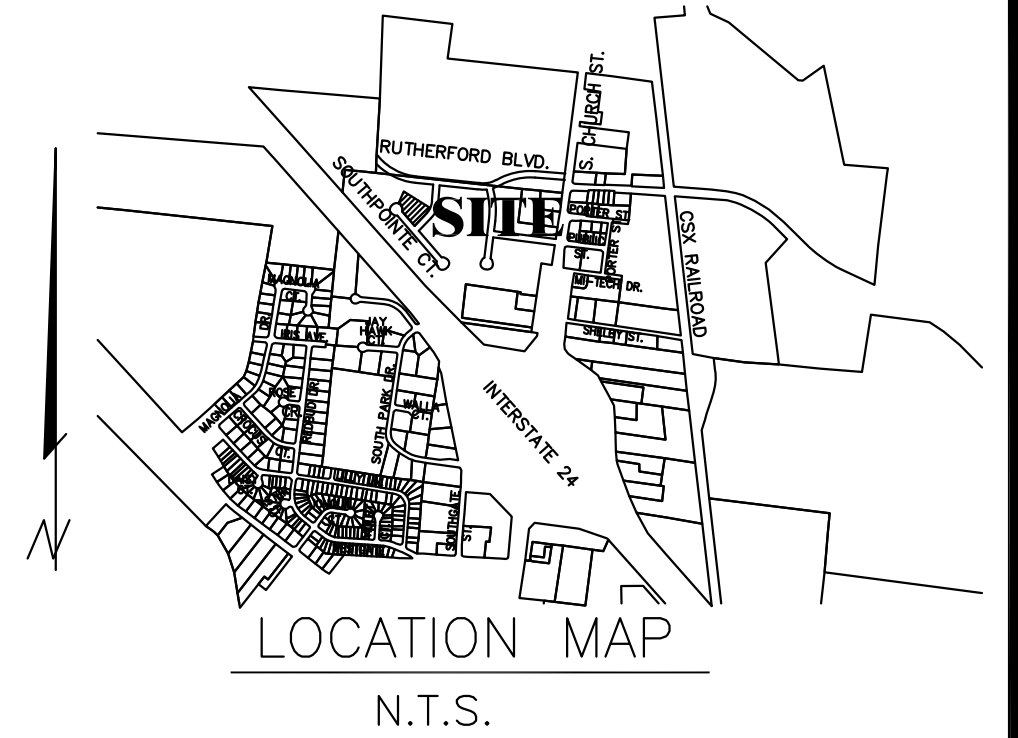 S. CHURCH ST.
RUTHERFORD BLVD.
SOUTHPOINTE CT.
SITE
PORTER ST.
PUBLIC
ST.
PORTER ST.
CSX RAILROAD
MI-TECH DR.
SHELBY ST.
MAGNOLIA
CT.
DR.
IRIS AVE.
JAY
HAWK
CT.
ROSE
CR.
REDBUD DR.
MAGNOLIA
CROCUS
CT.
SOUTH PARK DR.
WALLA
CT.
INTERSTATE 24
SOUTHGATE
ST.
LOCATION MAP
N.T.S.
N